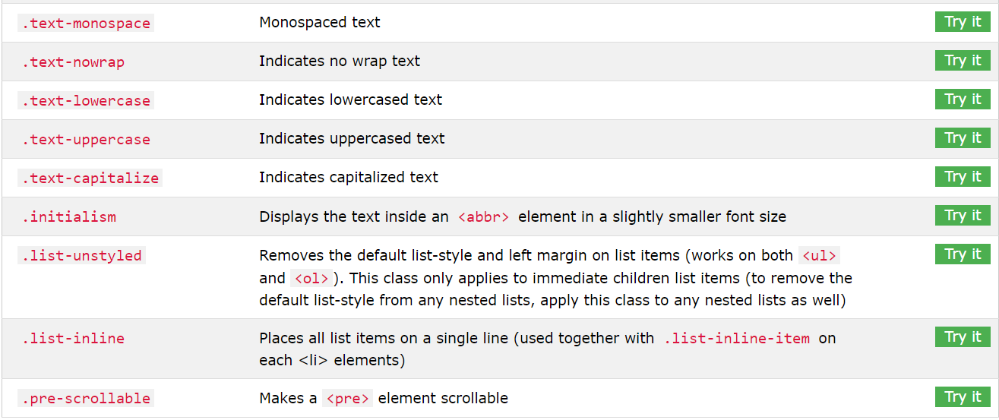 .text-monospace Monospaced text Try it
.text-nowrap Indicates no wrap text Try it
.text-lowercase Indicates lowercased text Try it
.text-uppercase Indicates uppercased text Try it
.text-capitalize Indicates capitalized text Try it
.initialism Displays the text inside an <abbr> element in a slightly smaller font size Try it
.list-unstyled Removes the default list-style and left margin on list items (works on both <ul> Try it
and <ol>). This class only applies to immediate children list items (to remove the
default list-style from any nested lists, apply this class to any nested lists as well)
.list-inline Places all list items on a single line (used together with .list-inline-item on Try it
each <li> elements)
.pre-scrollable Makes a <pre> element scrollable Try it